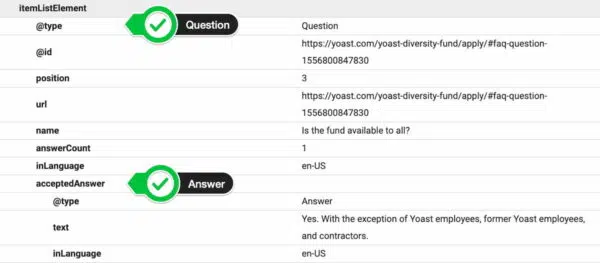 itemListElement
@type Question Question
@id https://yoast.com/yoast-diversity-fund/apply/#faq-question-
1556800847830
position 3
url https://yoast.com/yoast-diversity-fund/apply/#faq-question-
1556800847830
name Is the fund available to all?
answerCount 1
inLanguage en-US
acceptedAnswer Answer
@type Answer
text Yes. With the exception of Yoast employees, former Yoast employees,
and contractors.
inLanguage en-US